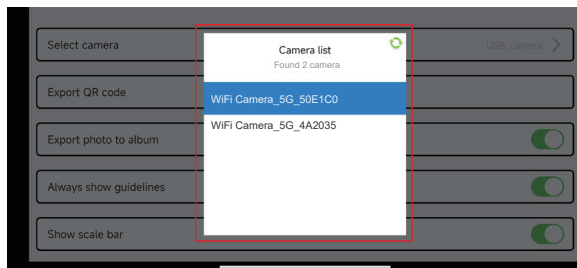 Select camera
USB_camera
Camera list
Found 2 camera
Export QR code
WiFi Camera_5G_50E1C0
WiFi Camera_5G_4A2035
Export photo to album
Always show guidelines
Show scale bar